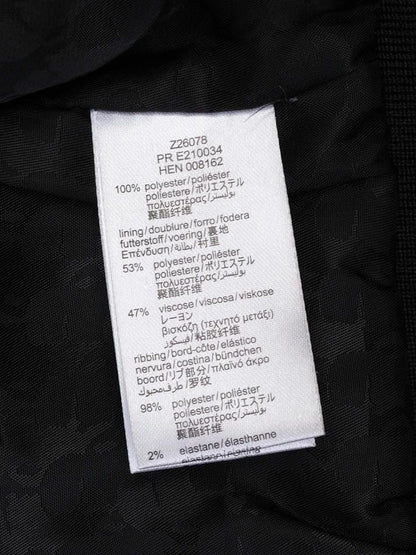 Z26078
PR E210034
HEN 008162
100% polyester/poliéster
poliestere/ポリエステル
πολυεστέρας/بوليستر
聚酯纤维
lining/doublure/forro/fodera
futterstoff/voering/裏地
Επένδυση/بطانة/村里
53% polyester/poliéster
poliestere/ポリエステル
πολυεστέρας/بوليستر
聚酯纤维
47% viscose/viscosa/viskose
レーヨン
βισκόζη (τεχνητό μετάξι)
فيسكوز/粘胶纤维
ribbing/bord-côte/elástico
nervura/costina/bündchen
boord/リブ部分/πλαϊνό άκρο
طرف محبوك/罗纹
98% polyester/poliéster
poliestere/ポリエステル
πολυεστέρας/بوليستر
聚酯纤维
2% elastane/élasthanne